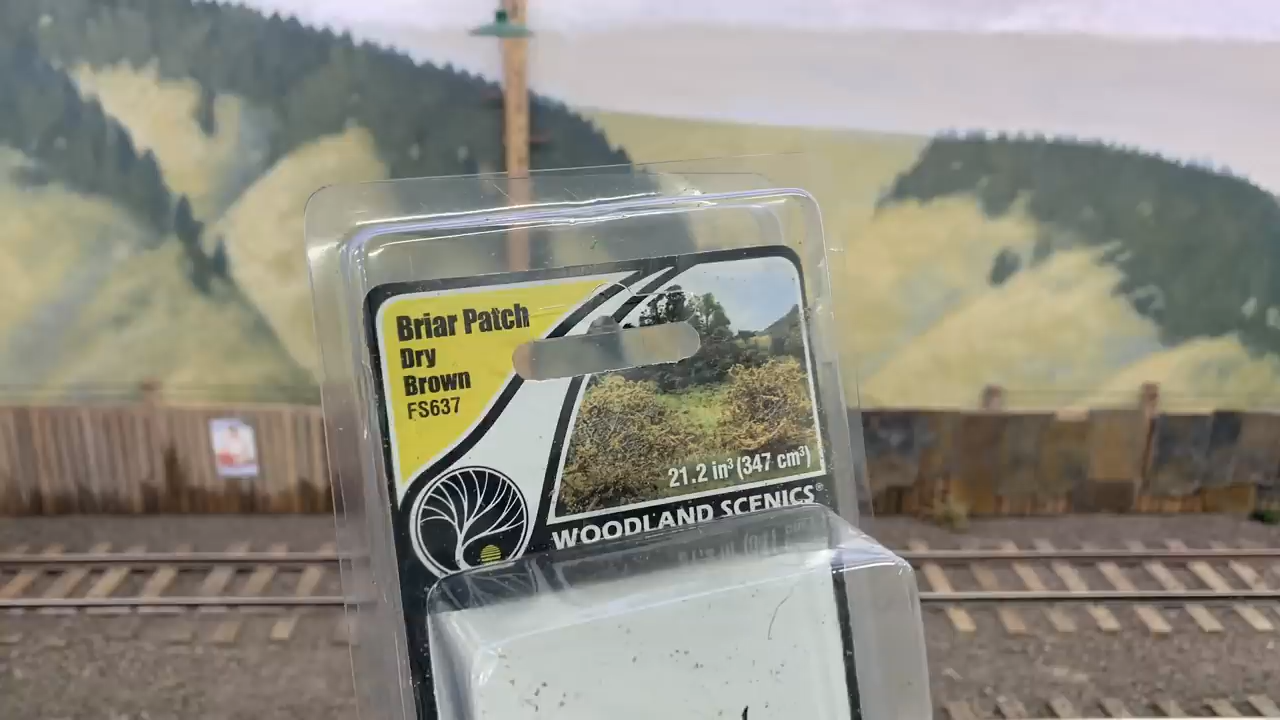 Briar Patch
Dry
Brown
FS637
21.2 in³ (347 cm³)
WOODLAND SCENICS®